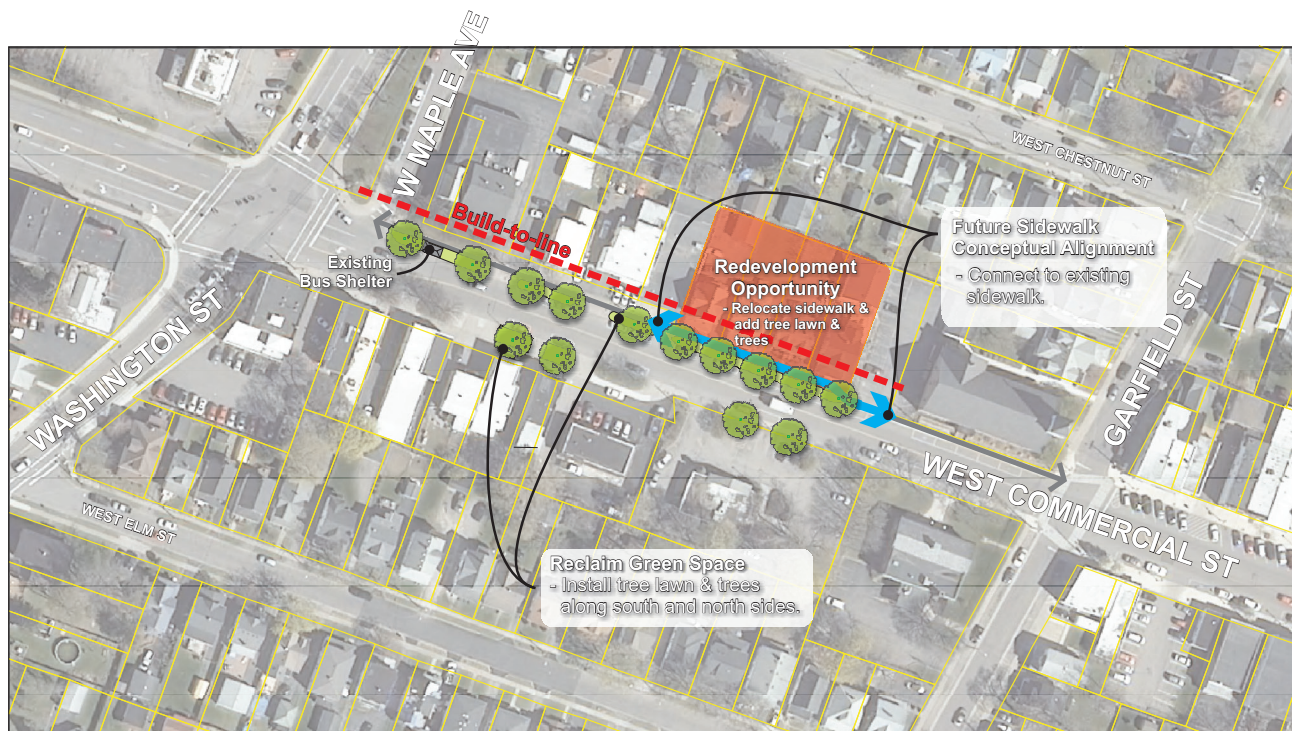 W MAPLE AVE
WEST CHESTNUT ST
Build-to-line
Existing
Bus Shelter
Redevelopment
Opportunity
- Relocate sidewalk &
add tree lawn &
trees
Future Sidewalk
Conceptual Alignment
- Connect to existing
sidewalk.
WASHINGTON ST
GARFIELD ST
WEST COMMERCIAL ST
WEST ELM ST
Reclaim Green Space
- Install tree lawn & trees
along south and north sides.